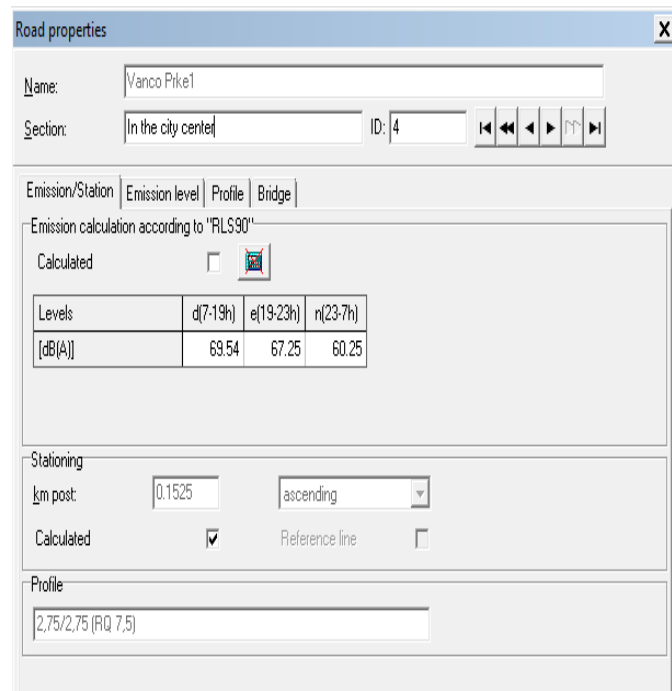 Road properties X
Name: Vanco Prke1
Section: In the city center ID: 4
Emission/Station Emission level Profile Bridge
Emission calculation according to "RLS90"
Calculated
Levels d(7-19h) e(19-23h) n(23-7h)
[dB(A)] 69.54 67.25 60.25
Stationing
km post: 0.1525 ascending
Calculated Reference line
Profile
2,75/2,75 (RQ 7,5)